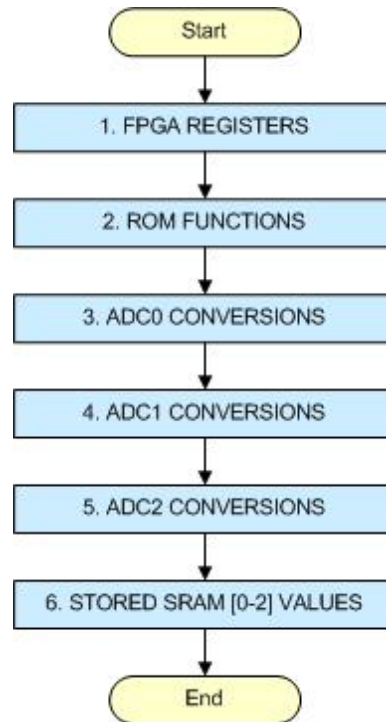 Start
1. FPGA REGISTERS
2. ROM FUNCTIONS
3. ADC0 CONVERSIONS
4. ADC1 CONVERSIONS
5. ADC2 CONVERSIONS
6. STORED SRAM [0-2] VALUES
End